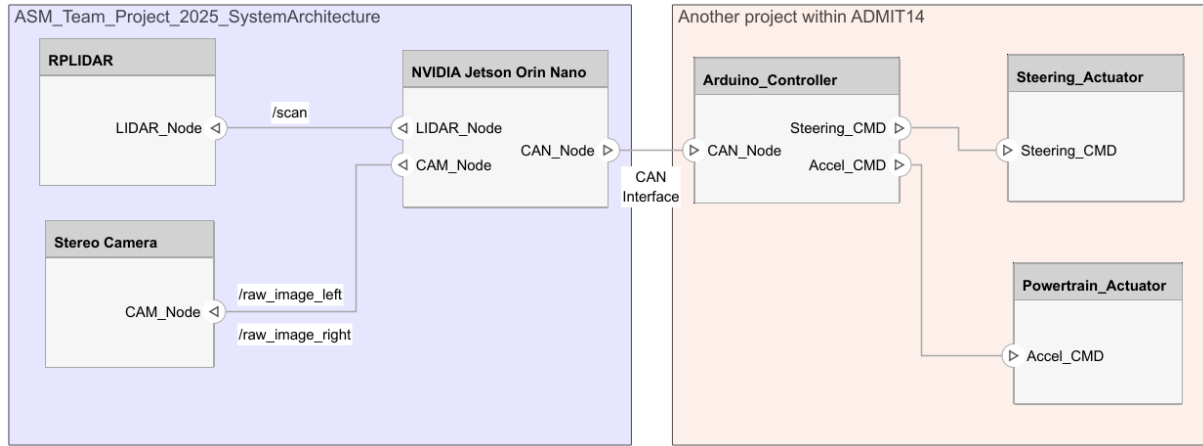 ASM_Team_Project_2025_SystemArchitecture
RPLIDAR
LIDAR_Node
/scan
NVIDIA Jetson Orin Nano
LIDAR_Node
CAM_Node
CAN_Node
Stereo Camera
CAM_Node
/raw_image_left
/raw_image_right
CAN
Interface
Another project within ADMIT14
Arduino_Controller
CAN_Node
Steering_CMD
Accel_CMD
Steering_Actuator
Steering_CMD
Powertrain_Actuator
Accel_CMD